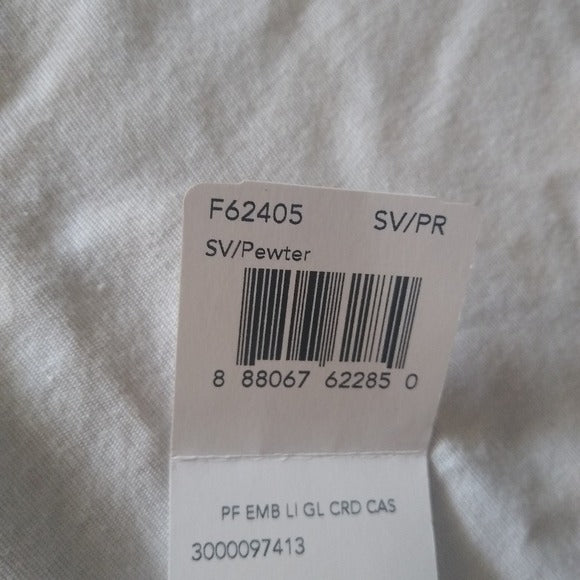 F62405 SV/PR
SV/Pewter
8 88067 62285 0
PF EMB LI GL CRD CAS
3000097413